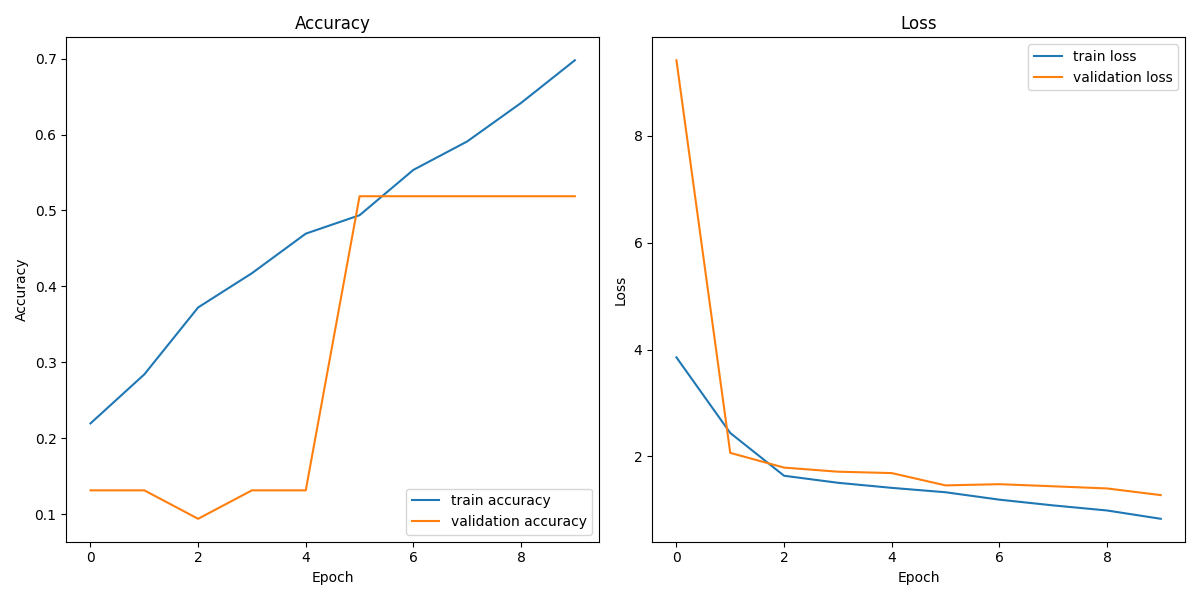 Accuracy
0.7
0.6
0.5
0.4
0.3
0.2
0.1
Accuracy
0 2 4 6 8
Epoch
train accuracy
validation accuracy
Loss
8
6
4
2
Loss
0 2 4 6 8
Epoch
train loss
validation loss